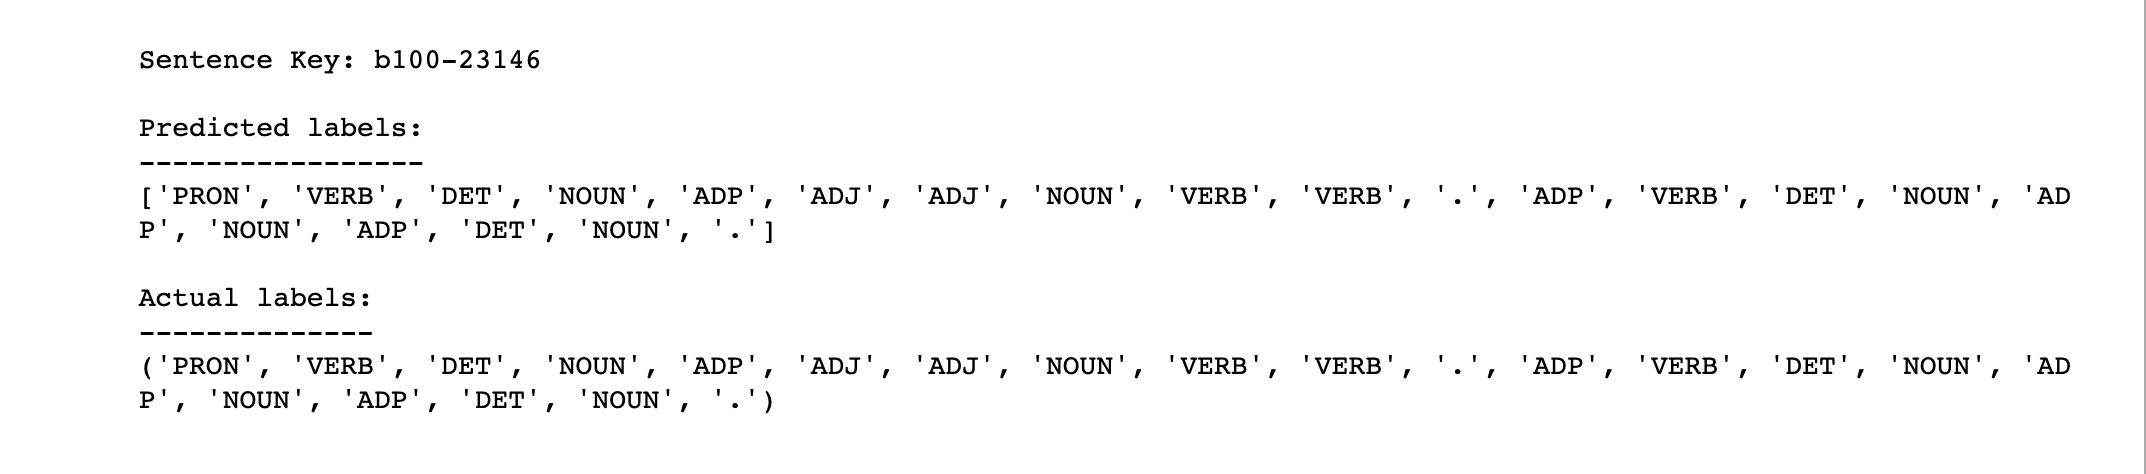 Sentence Key: b100-23146
Predicted labels:
-----------------
['PRON', 'VERB', 'DET', 'NOUN', 'ADP', 'ADJ', 'ADJ', 'NOUN', 'VERB', 'VERB', '.', 'ADP', 'VERB', 'DET', 'NOUN', 'AD
P', 'NOUN', 'ADP', 'DET', 'NOUN', '.']
Actual labels:
--------------
('PRON', 'VERB', 'DET', 'NOUN', 'ADP', 'ADJ', 'ADJ', 'NOUN', 'VERB', 'VERB', '.', 'ADP', 'VERB', 'DET', 'NOUN', 'AD
P', 'NOUN', 'ADP', 'DET', 'NOUN', '.')